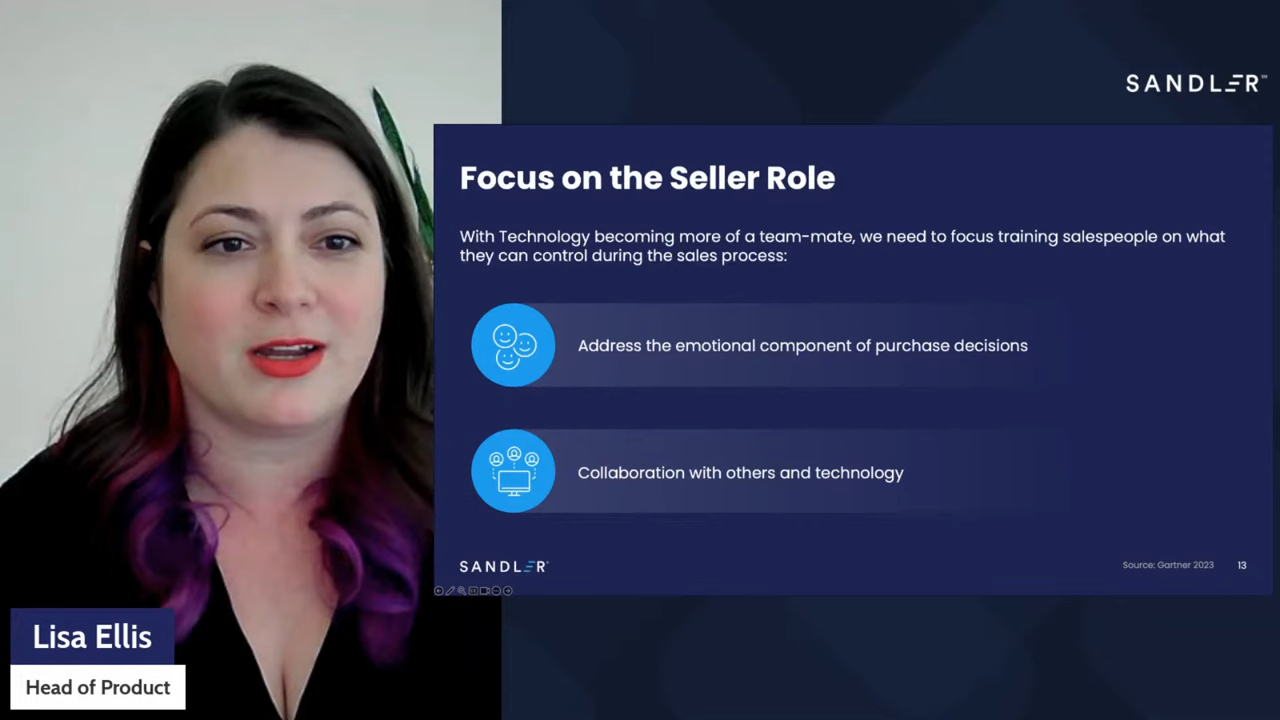 SANDLER™
Focus on the Seller Role
With Technology becoming more of a team-mate, we need to focus training salespeople on what
they can control during the sales process:
Address the emotional component of purchase decisions
Collaboration with others and technology
SANDLER
Source: Gartner 2023 13
Lisa Ellis
Head of Product